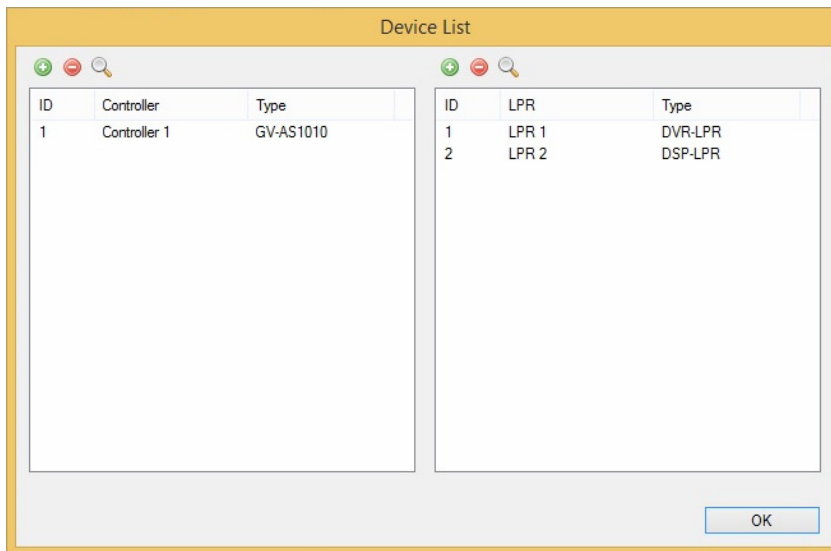 Device List
ID Controller Type
1 Controller 1 GV-AS1010
ID LPR Type
1 LPR 1 DVR-LPR
2 LPR 2 DSP-LPR
OK